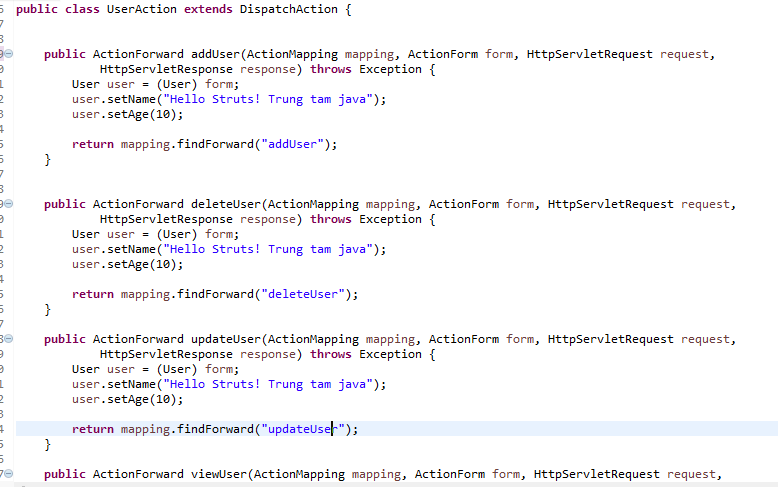 public class UserAction extends DispatchAction {
public ActionForward addUser(ActionMapping mapping, ActionForm form, HttpServletRequest request,
HttpServletResponse response) throws Exception {
User user = (User) form;
user.setName("Hello Struts! Trung tam java");
user.setAge(10);
return mapping.findForward("addUser");
}
public ActionForward deleteUser(ActionMapping mapping, ActionForm form, HttpServletRequest request,
HttpServletResponse response) throws Exception {
User user = (User) form;
user.setName("Hello Struts! Trung tam java");
user.setAge(10);
return mapping.findForward("deleteUser");
}
public ActionForward updateUser(ActionMapping mapping, ActionForm form, HttpServletRequest request,
HttpServletResponse response) throws Exception {
User user = (User) form;
user.setName("Hello Struts! Trung tam java");
user.setAge(10);
return mapping.findForward("updateUser");
}
public ActionForward viewUser(ActionMapping mapping, ActionForm form, HttpServletRequest request,